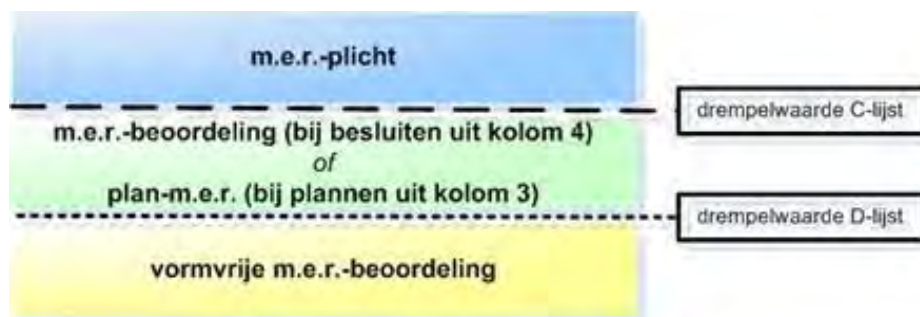 m.e.r.-plicht
drempelwaarde C-lijst
m.e.r.-beoordeling (bij besluiten uit kolom 4)
of
plan-m.e.r. (bij plannen uit kolom 3)
drempelwaarde D-lijst
vormvrije m.e.r.-beoordeling